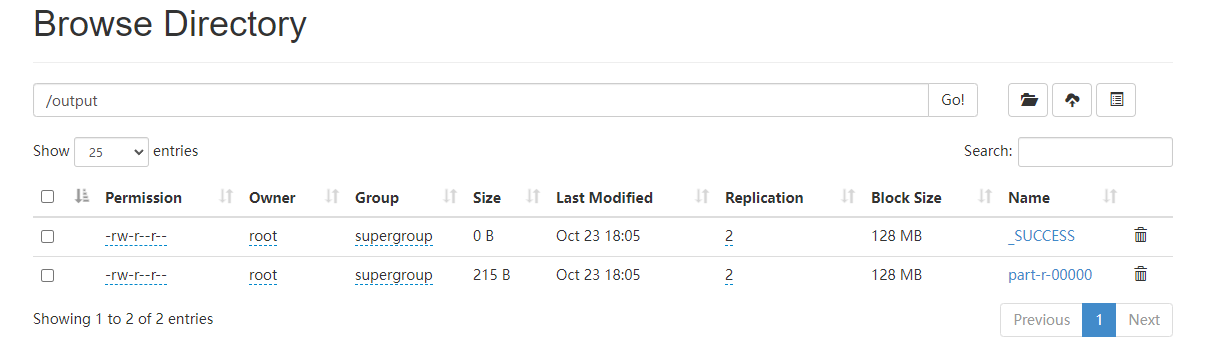 Browse Directory
/output Go!
Show 25 entries Search:
Permission Owner Group Size Last Modified Replication Block Size Name
-rw-r--r-- root supergroup 0 B Oct 23 18:05 2 128 MB _SUCCESS
-rw-r--r-- root supergroup 215 B Oct 23 18:05 2 128 MB part-r-00000
Showing 1 to 2 of 2 entries Previous 1 Next